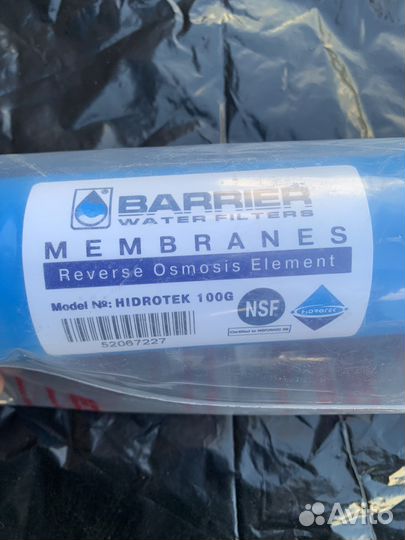 BARRIER
WATER FILTERS
MEMBRANES
Reverse Osmosis Element
Model №: HIDROTEK 100G
NSF
52067227
Avito